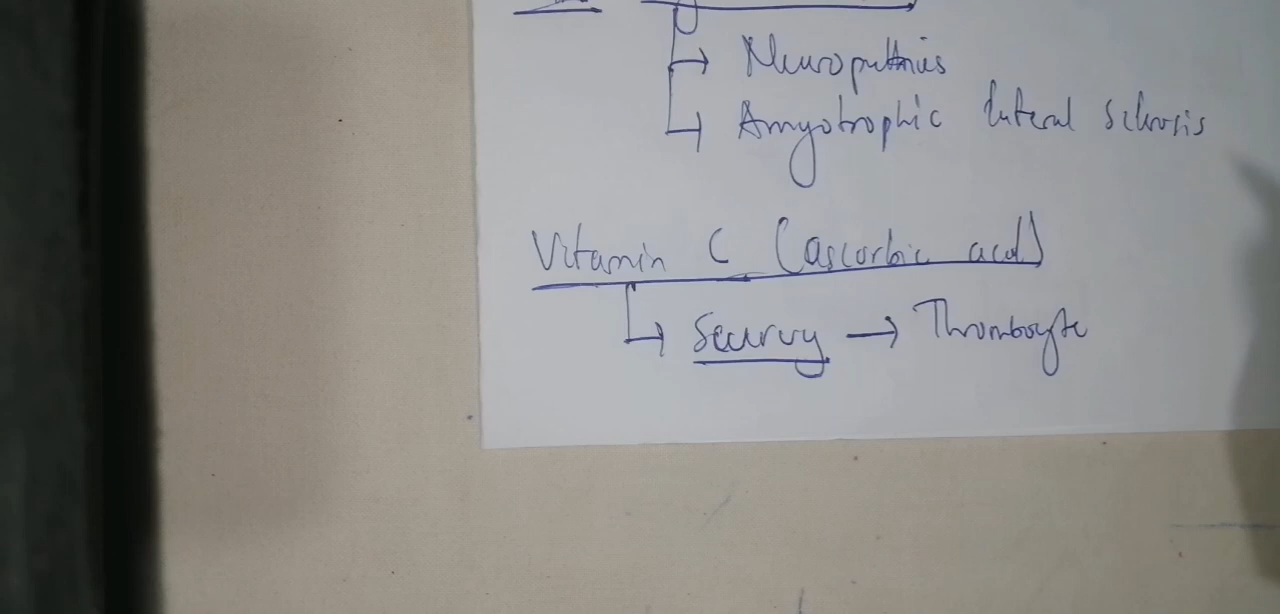 Neuropathies
Amyotrophic lateral sclerosis
Vitamin C (ascorbic acid)
Scurvy → Thrombocyte